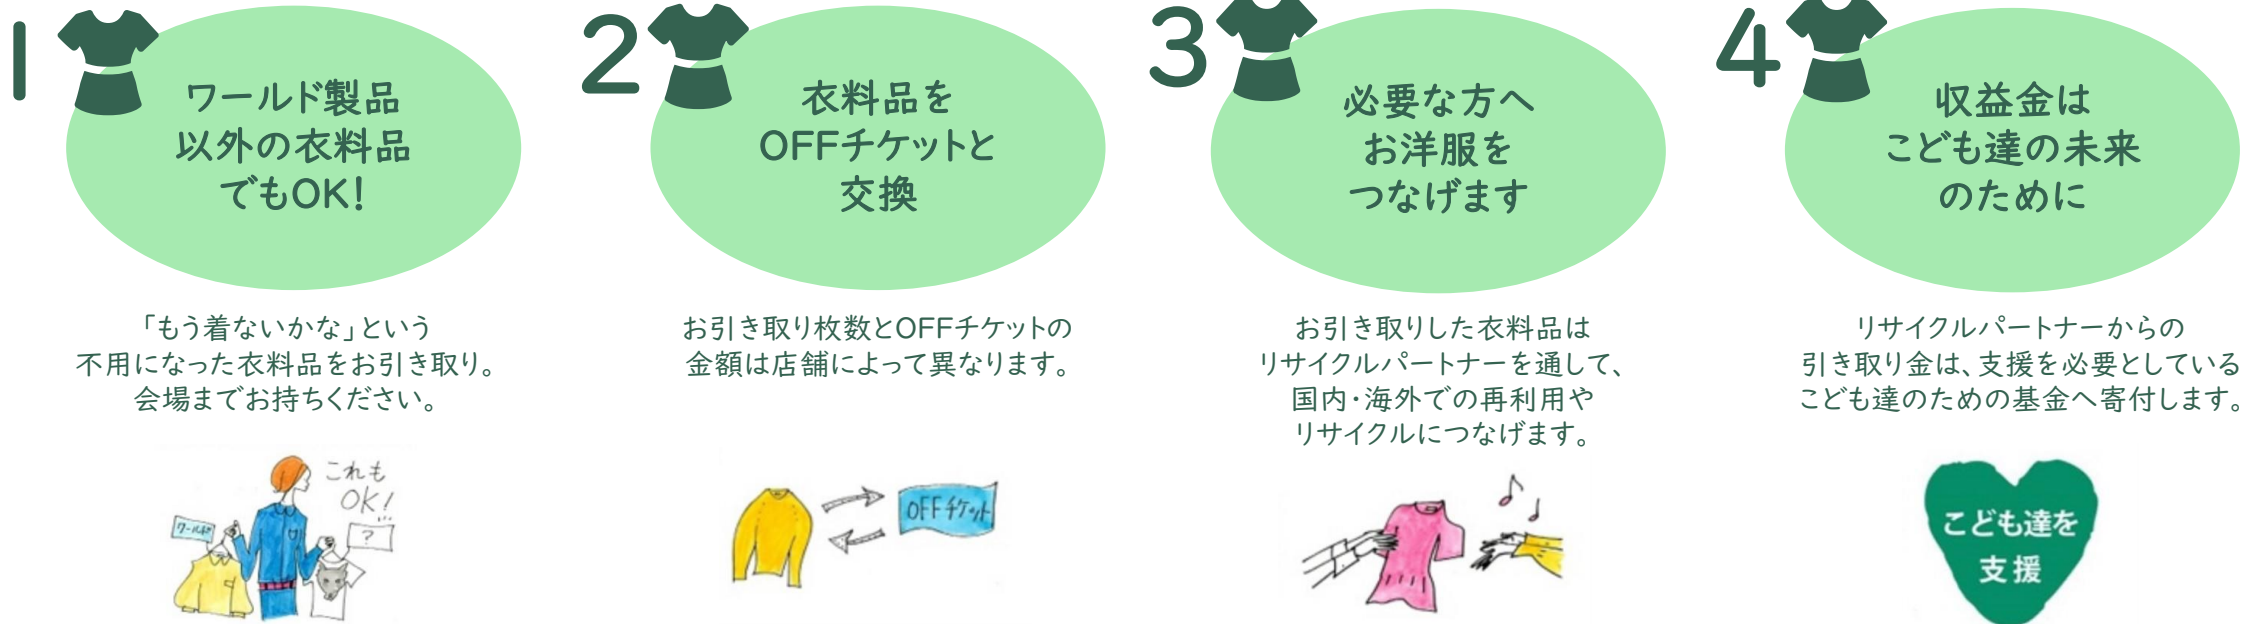 1
ワールド製品
以外の衣料品
でもOK!
「もう着ないかな」という
不用になった衣料品をお引き取り。
会場までお持ちください。
これも
OK!
ワールド
?
2
衣料品を
OFFチケットと
交換
お引き取り枚数とOFFチケットの
金額は店舗によって異なります。
OFFチケット
3
必要な方へ
お洋服を
つなげます
お引き取りした衣料品は
リサイクルパートナーを通して、
国内・海外での再利用や
リサイクルにつなげます。
4
収益金は
こども達の未来
のために
リサイクルパートナーからの
引き取り金は、支援を必要としている
こども達のための基金へ寄付します。
こども達を
支援